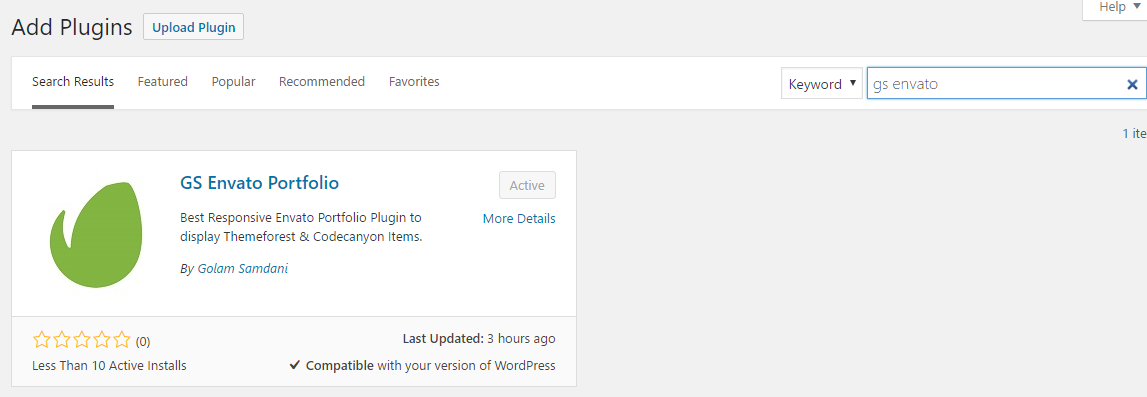 Help ▼
Add Plugins Upload Plugin
Search Results Featured Popular Recommended Favorites Keyword ▼ gs envato ×
1 ite
GS Envato Portfolio Active
Best Responsive Envato Portfolio Plugin to More Details
display Themeforest & Codecanyon Items.
By Golam Samdani
(0) Last Updated: 3 hours ago
Less Than 10 Active Installs ✔ Compatible with your version of WordPress